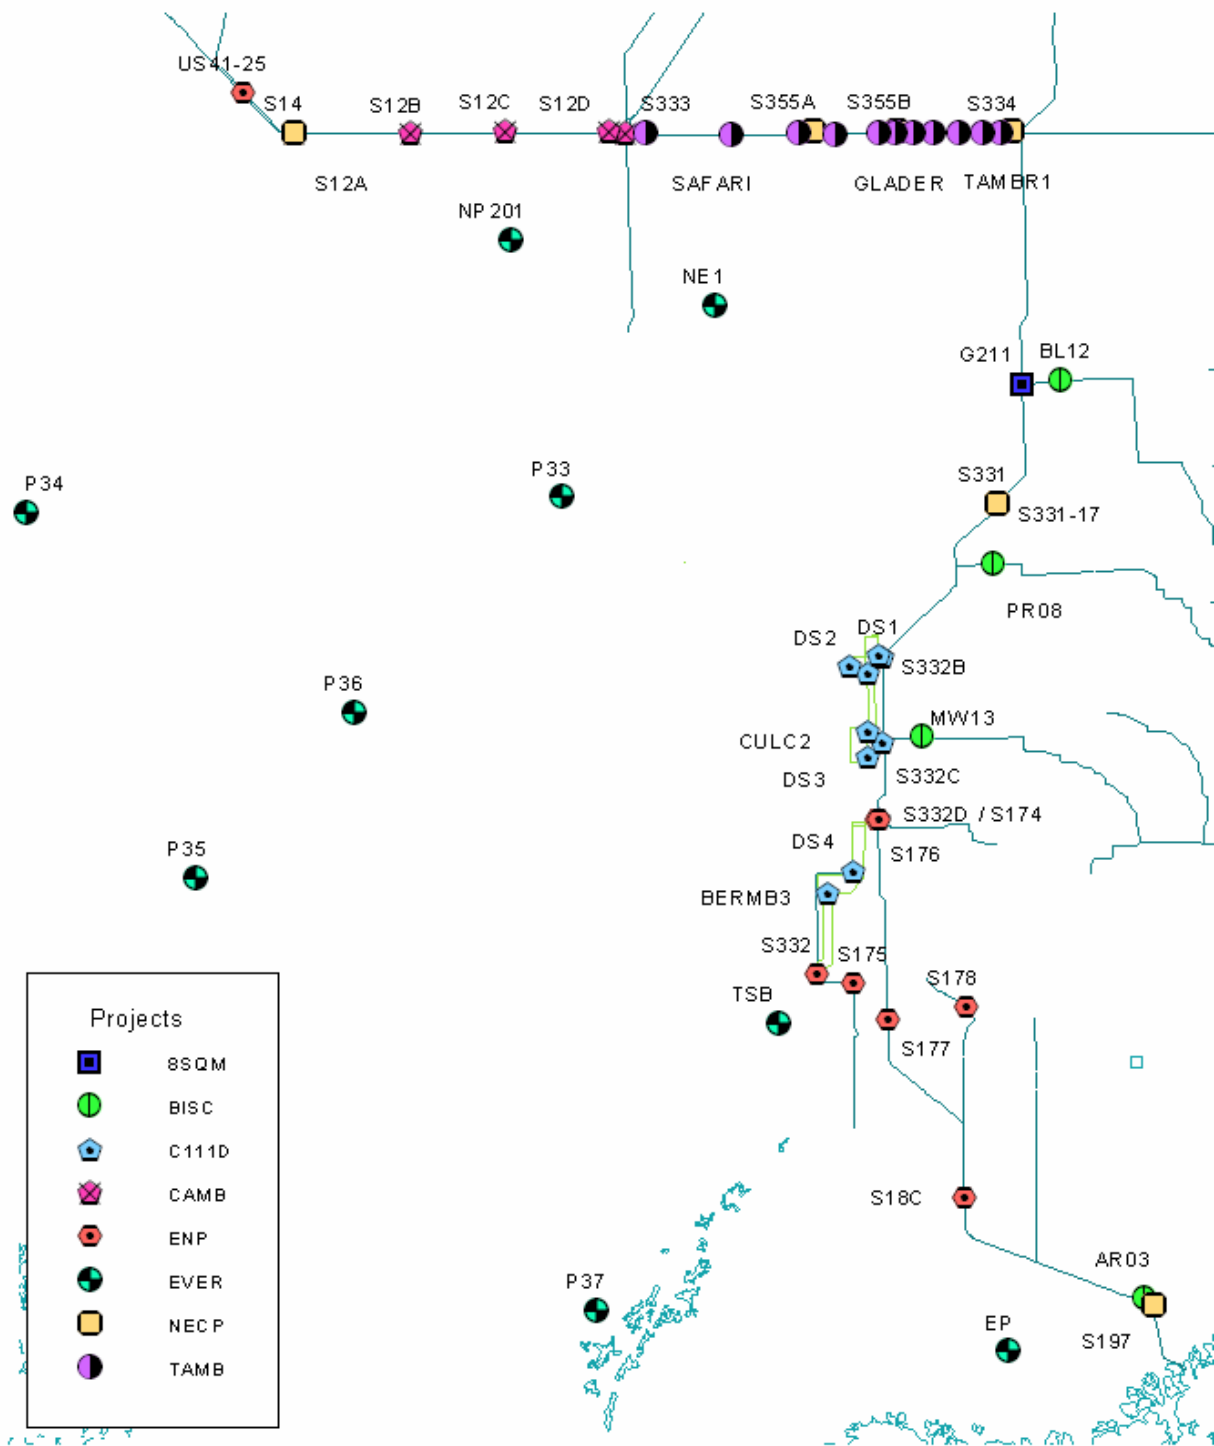 US41-25
S14
S12B
S12C
S12D
S333
S355A
S355B
S334
S12A
SAFARI
GLADER
TAMBR1
NP201
NE1
G211
BL12
P34
P33
S331
S331-17
PR08
DS1
DS2
S332B
P36
MW13
CULC2
DS3
S332C
S332D / S174
DS4
S176
P35
BERMB3
S332
S175
S178
TSB
S177
Projects
8SQM
BISC
C111D
CAMB
ENP
EVER
NECP
TAMB
S18C
AR03
P37
EP
S197